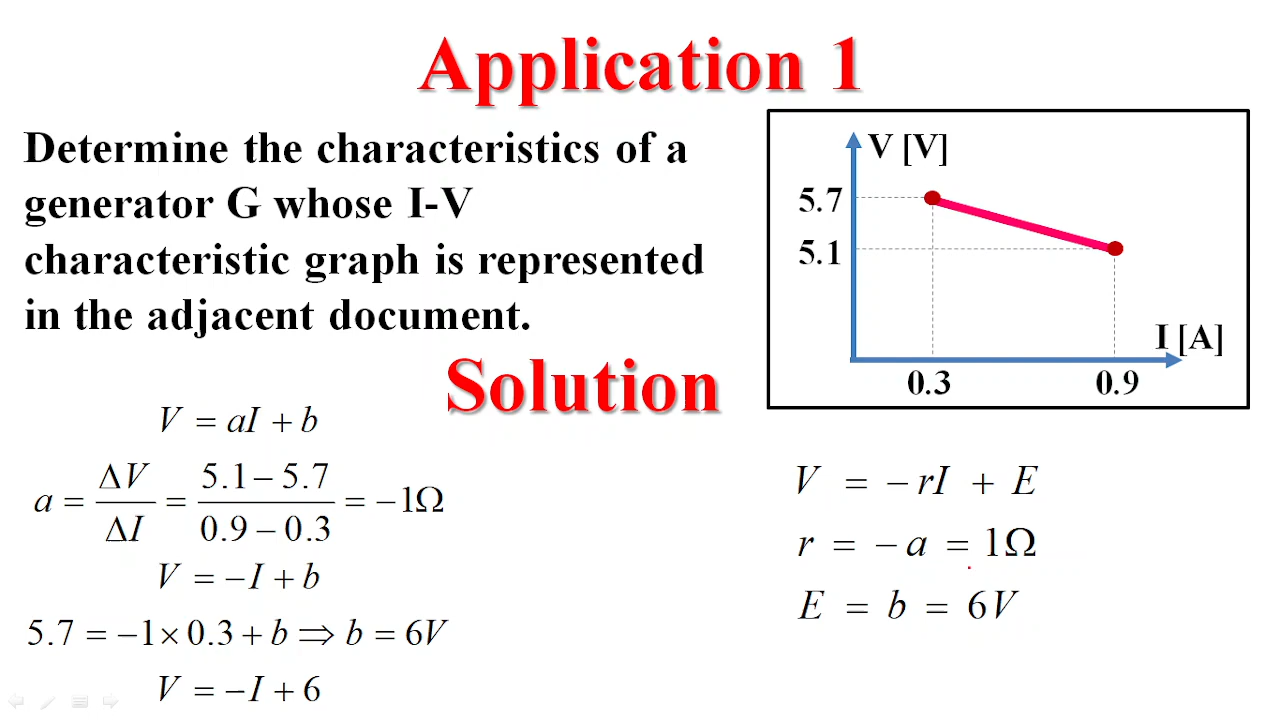 Application 1
Determine the characteristics of a
generator G whose I-V
characteristic graph is represented
in the adjacent document.
V [V]
5.7
5.1
I [A]
0.3
0.9
Solution
V = aI + b
a = ΔV/ΔI = (5.1 − 5.7)/(0.9 − 0.3) = −1Ω
V = −I + b
5.7 = −1 × 0.3 + b ⇒ b = 6V
V = −I + 6
V = −rI + E
r = −a = 1Ω
E = b = 6V